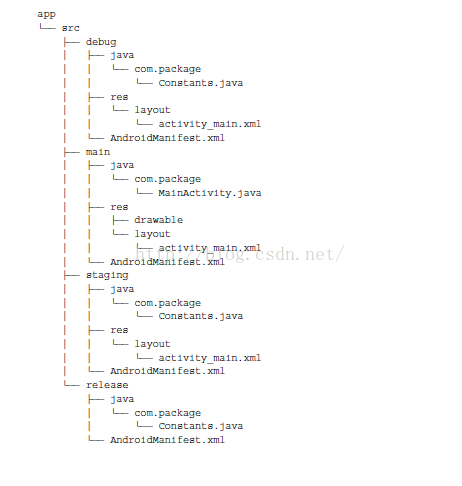 app
└── src
    ├── debug
    │   ├── java
    │   │   └── com.package
    │   │       └── Constants.java
    │   ├── res
    │   │   └── layout
    │   │       └── activity_main.xml
    │   └── AndroidManifest.xml
    ├── main
    │   ├── java
    │   │   └── com.package
    │   │       └── MainActivity.java
    │   ├── res
    │   │   ├── drawable
    │   │   └── layout
    │   │       └── activity_main.xml
http://blog.csdn.net/
    │   └── AndroidManifest.xml
    ├── staging
    │   ├── java
    │   │   └── com.package
    │   │       └── Constants.java
    │   ├── res
    │   │   └── layout
    │   │       └── activity_main.xml
    │   └── AndroidManifest.xml
    └── release
        ├── java
        │   └── com.package
        │       └── Constants.java
        └── AndroidManifest.xml